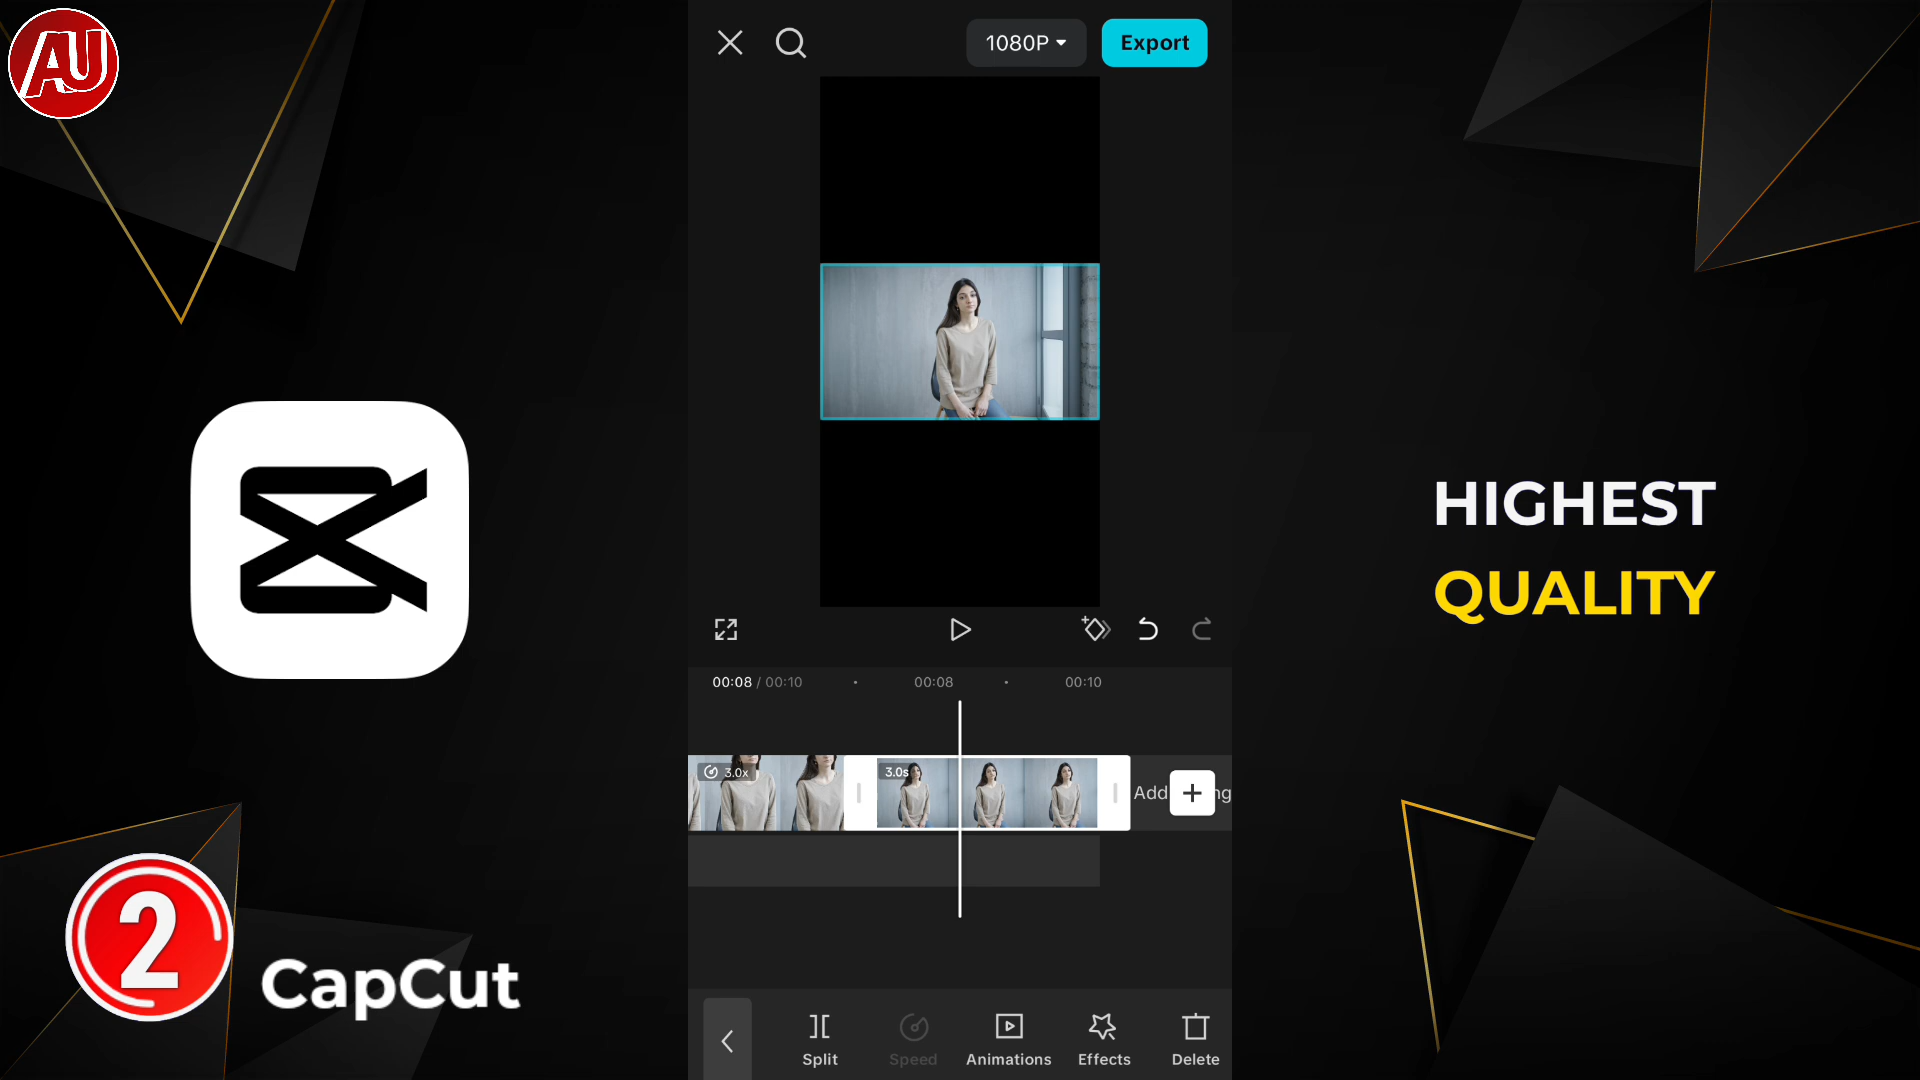 AU
1080P
Export
HIGHEST
QUALITY
00:08 / 00:10
00:08
00:10
3.0x
3.0s
Add
ng
2
CapCut
Split
Speed
Animations
Effects
Delete